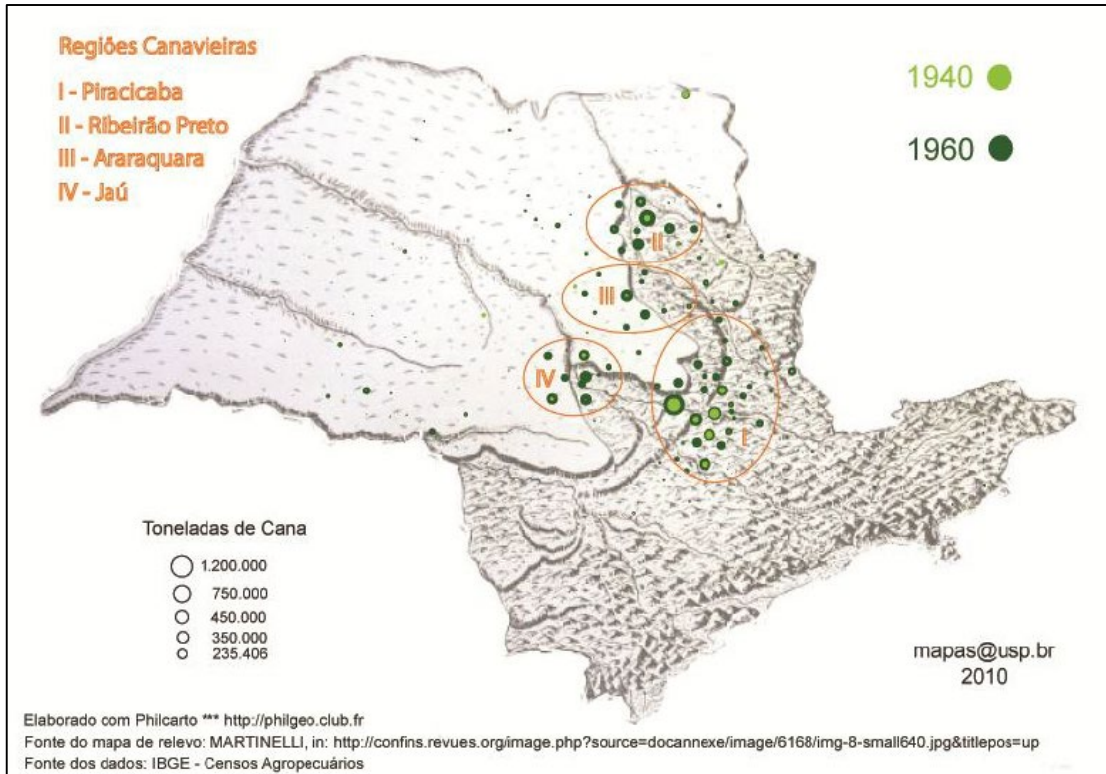 Regiões Canavieiras
I - Piracicaba
II - Ribeirão Preto
III - Araraquara
IV - Jaú
1940
1960
II
III
IV
I
Toneladas de Cana
1.200.000
750.000
450.000
350.000
235.406
mapas@usp.br
2010
Elaborado com Philcarto *** http://philgeo.club.fr
Fonte do mapa de relevo: MARTINELLI, in: http://confins.revues.org/image.php?source=docannexe/image/6168/img-8-small640.jpg&titlepos=up
Fonte dos dados: IBGE - Censos Agropecuários